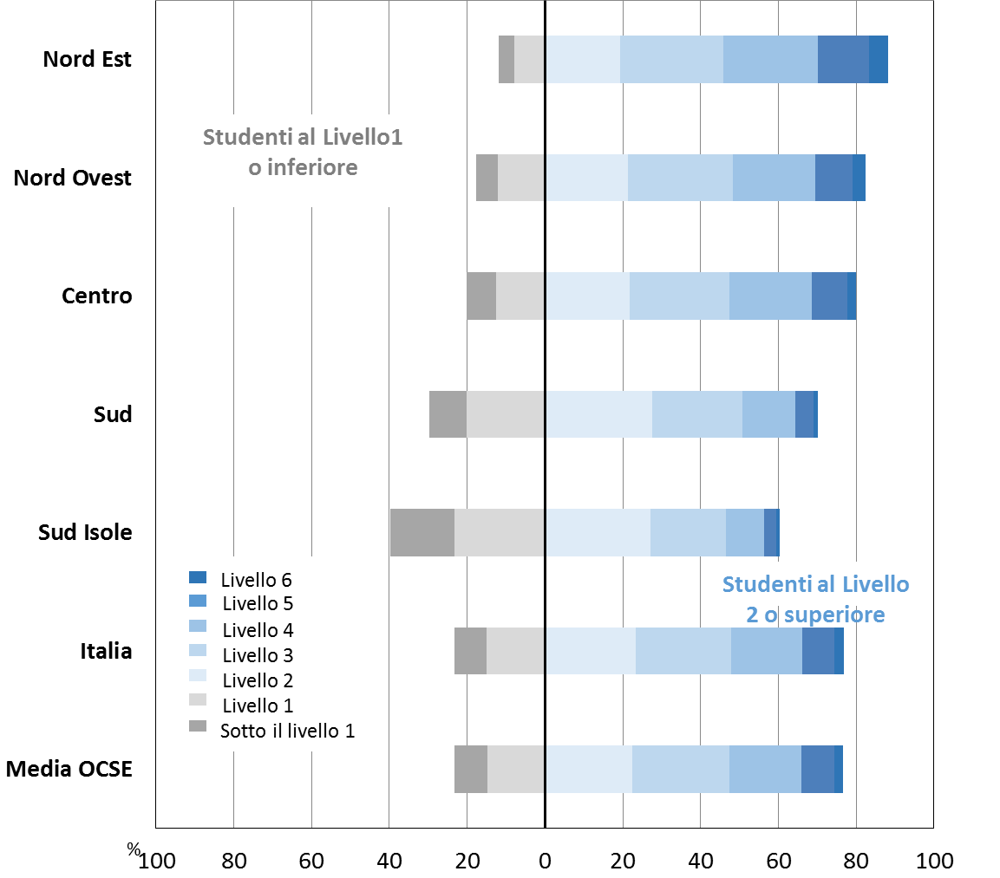 Nord Est
Studenti al Livello1
o inferiore
Nord Ovest
Centro
Sud
Sud Isole
Livello 6
Livello 5
Livello 4
Livello 3
Livello 2
Livello 1
Sotto il livello 1
Studenti al Livello
2 o superiore
Italia
Media OCSE
%
100 80 60 40 20 0 20 40 60 80 100